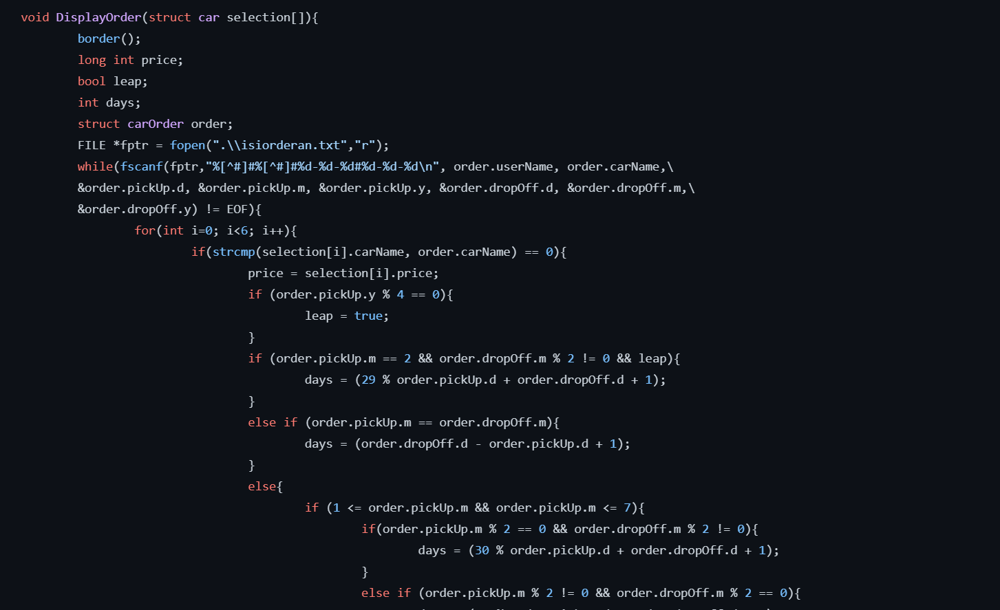 void DisplayOrder(struct car selection[]){
border();
long int price;
bool leap;
int days;
struct carOrder order;
FILE *fptr = fopen(".\\isiorderan.txt","r");
while(fscanf(fptr,"%[^#]#%[^#]#%d-%d-%d#%d-%d-%d\n", order.userName, order.carName,\
&order.pickUp.d, &order.pickUp.m, &order.pickUp.y, &order.dropOff.d, &order.dropOff.m,\
&order.dropOff.y) != EOF){
for(int i=0; i<6; i++){
if(strcmp(selection[i].carName, order.carName) == 0){
price = selection[i].price;
if (order.pickUp.y % 4 == 0){
leap = true;
}
if (order.pickUp.m == 2 && order.dropOff.m % 2 != 0 && leap){
days = (29 % order.pickUp.d + order.dropOff.d + 1);
}
else if (order.pickUp.m == order.dropOff.m){
days = (order.dropOff.d - order.pickUp.d + 1);
}
else{
if (1 <= order.pickUp.m && order.pickUp.m <= 7){
if(order.pickUp.m % 2 == 0 && order.dropOff.m % 2 != 0){
days = (30 % order.pickUp.d + order.dropOff.d + 1);
}
else if (order.pickUp.m % 2 != 0 && order.dropOff.m % 2 == 0){